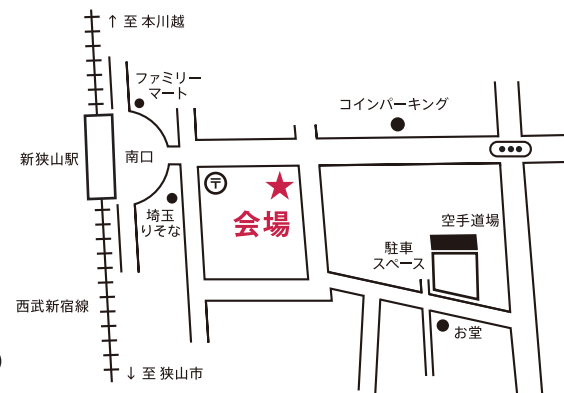 ↑ 至 本川越
ファミリー
マート
コインパーキング
新狭山駅
南口
〒
埼玉
りそな
会場
空手道場
駐車
スペース
西武新宿線
お堂
↓ 至 狭山市
)